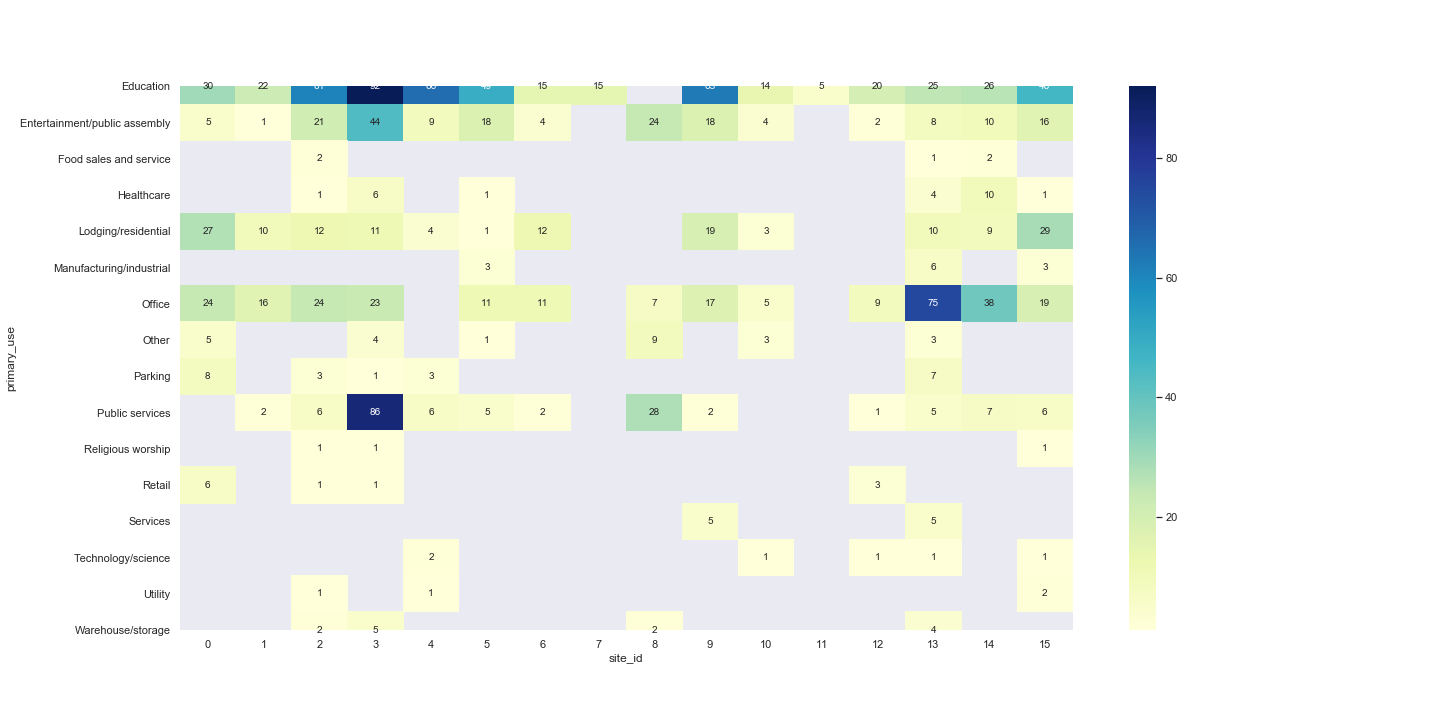 Education 30 22 15 15 14 5 20 25 26
Entertainment/public assembly 5 1 21 44 9 18 4 24 18 4 2 8 10 16
Food sales and service 2 1 2
Healthcare 1 6 1 4 10 1
Lodging/residential 27 10 12 11 4 1 12 19 3 10 9 29
Manufacturing/industrial 3 6 3
Office 24 16 24 23 11 11 7 17 5 9 75 38 19
Other 5 4 1 9 3 3
Parking 8 3 1 3 7
Public services 2 6 86 6 5 2 28 2 1 5 7 6
Religious worship 1 1 1
Retail 6 1 1 3
Services 5 5
Technology/science 2 1 1 1 1
Utility 1 1 2
Warehouse/storage 2 5 2 4
0 1 2 3 4 5 6 7 8 9 10 11 12 13 14 15
site_id
primary_use
80
60
40
20